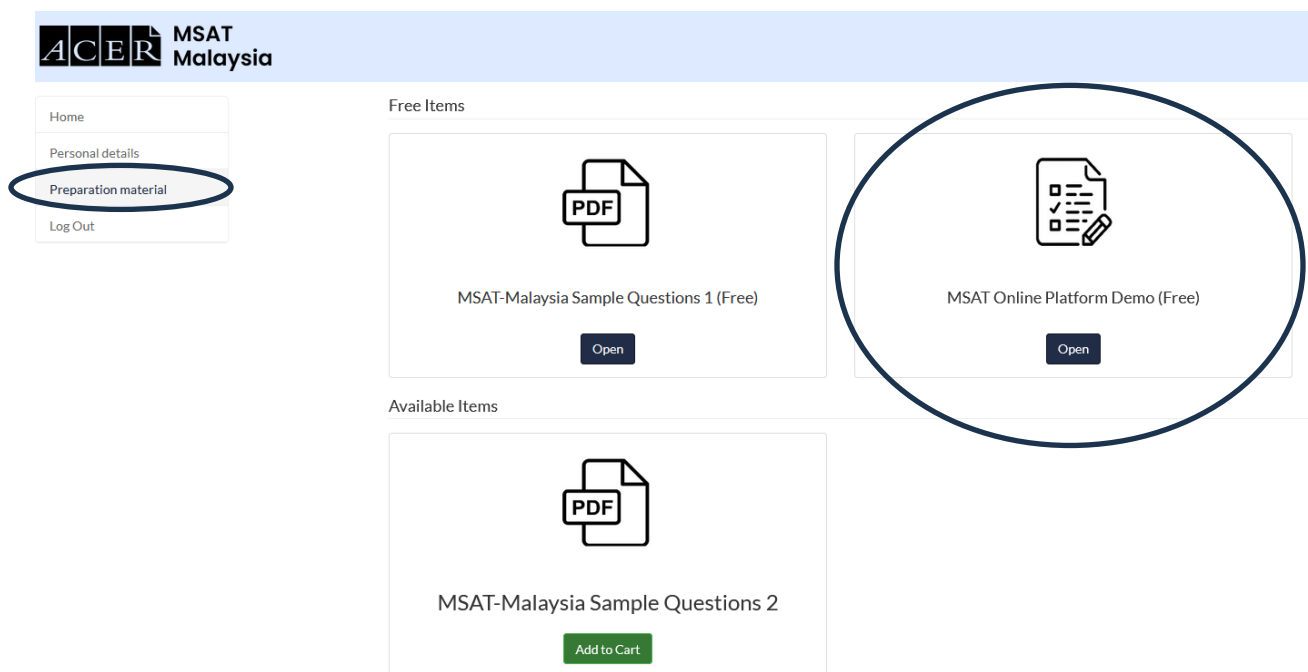 ACER MSAT
Malaysia
Home
Personal details
Preparation material
Log Out
Free Items
PDF
MSAT-Malaysia Sample Questions 1 (Free)
Open
MSAT Online Platform Demo (Free)
Open
Available Items
PDF
MSAT-Malaysia Sample Questions 2
Add to Cart